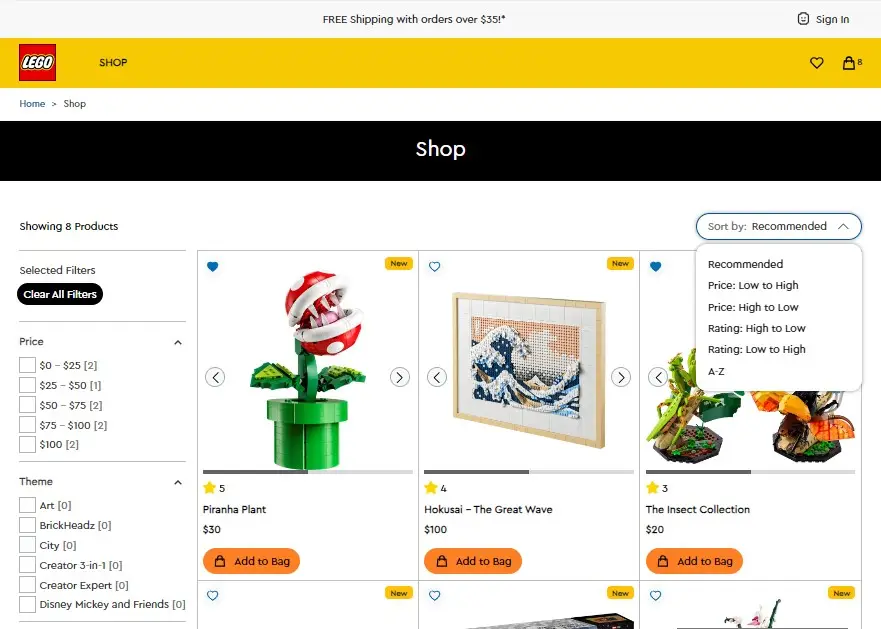 FREE Shipping with orders over $35!*
Sign In
LEGO
SHOP
8
Home > Shop
Shop
Showing 8 Products
Sort by: Recommended
Recommended
Price: Low to High
Price: High to Low
Rating: High to Low
Rating: Low to High
A-Z
Selected Filters
Clear All Filters
Price
$0 – $25 [2]
$25 – $50 [1]
$50 – $75 [2]
$75 – $100 [2]
$100 [2]
Theme
Art [0]
BrickHeadz [0]
City [0]
Creator 3-in-1 [0]
Creator Expert [0]
Disney Mickey and Friends [0]
New
5
Piranha Plant
$30
Add to Bag
New
4
Hokusai – The Great Wave
$100
Add to Bag
3
The Insect Collection
$20
Add to Bag
New
New
New